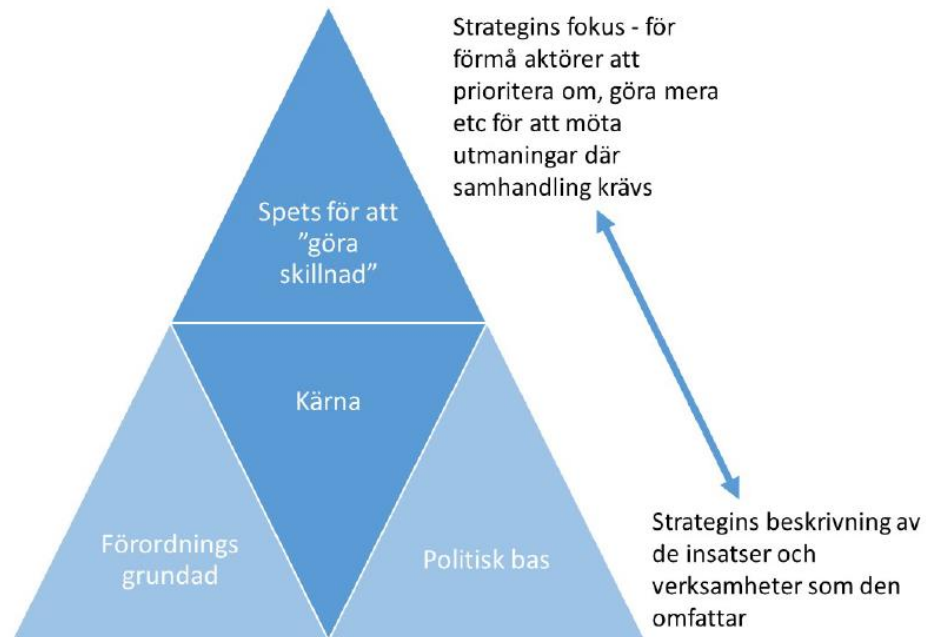 Strategins fokus - för
förmå aktörer att
prioritera om, göra mera
etc för att möta
utmaningar där
samhandling krävs
Spets för att
”göra
skillnad”
Kärna
Förordnings
grundad
Politisk bas
Strategins beskrivning av
de insatser och
verksamheter som den
omfattar